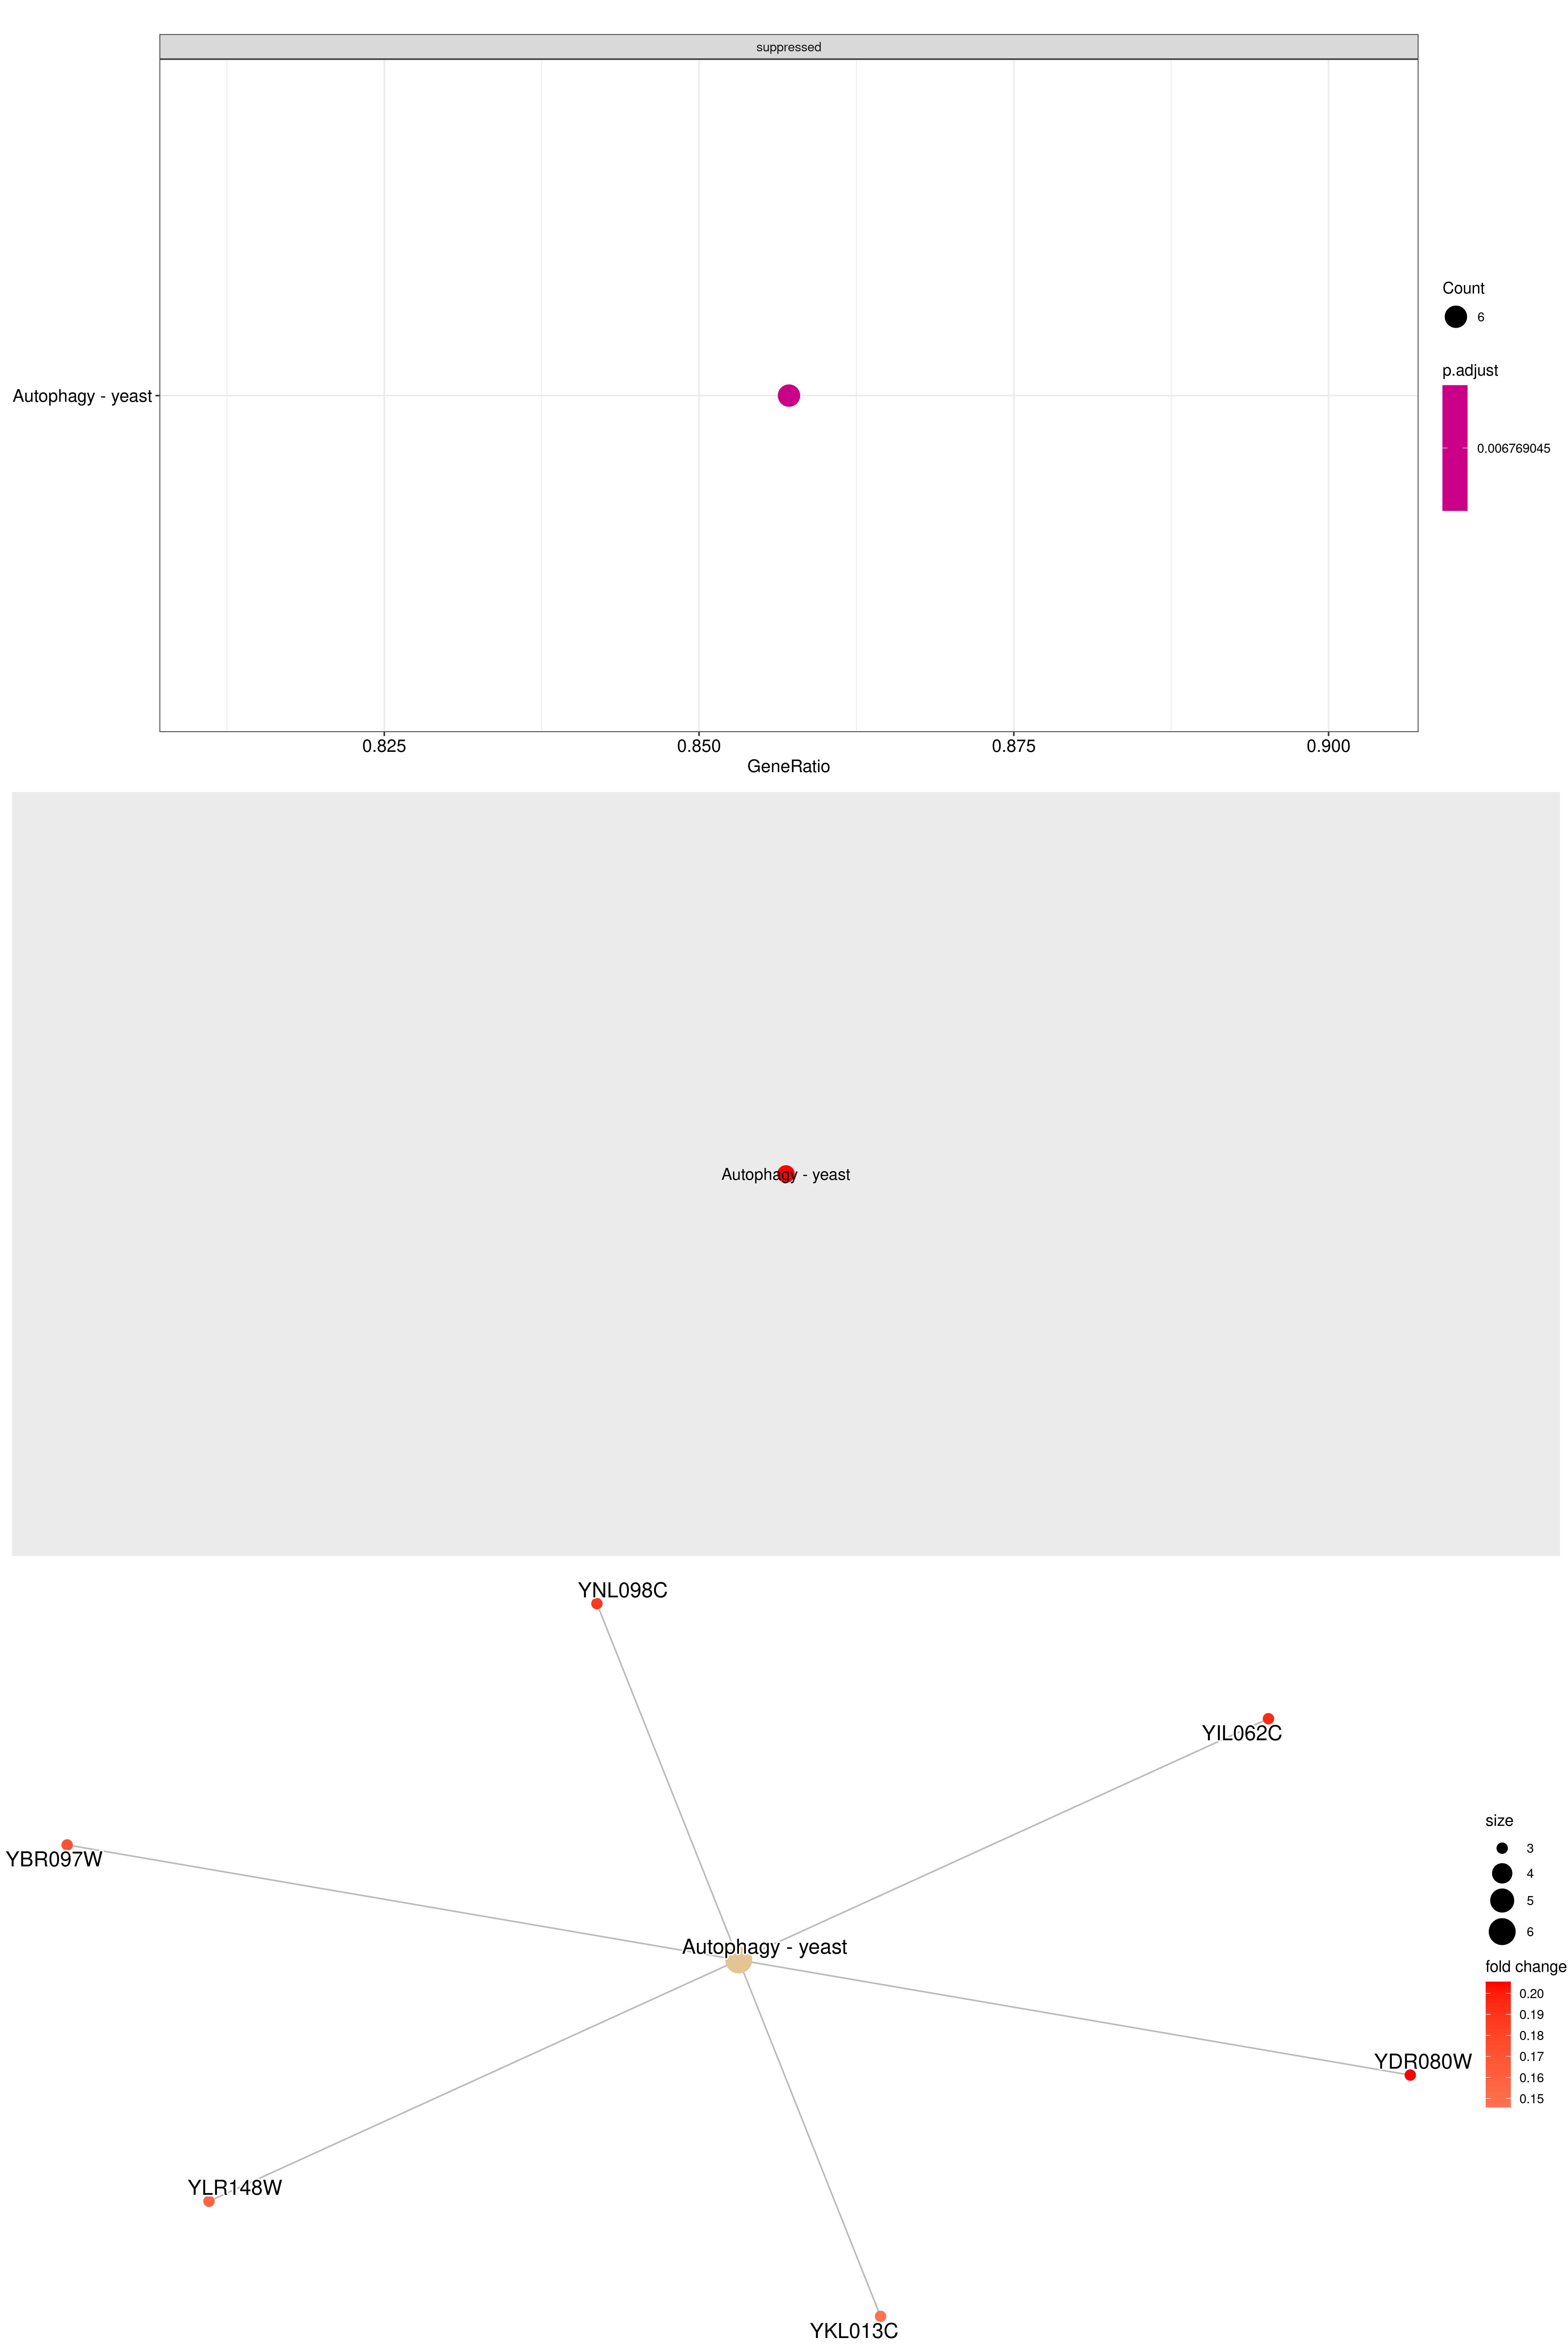 suppressed
Count
6
p.adjust
0.006769045
Autophagy - yeast
0.825
0.850
0.875
0.900
GeneRatio
Autophagy - yeast
YNL098C
YIL062C
YBR097W
Autophagy - yeast
YDR080W
YLR148W
YKL013C
size
3
4
5
6
fold change
0.20
0.19
0.18
0.17
0.16
0.15